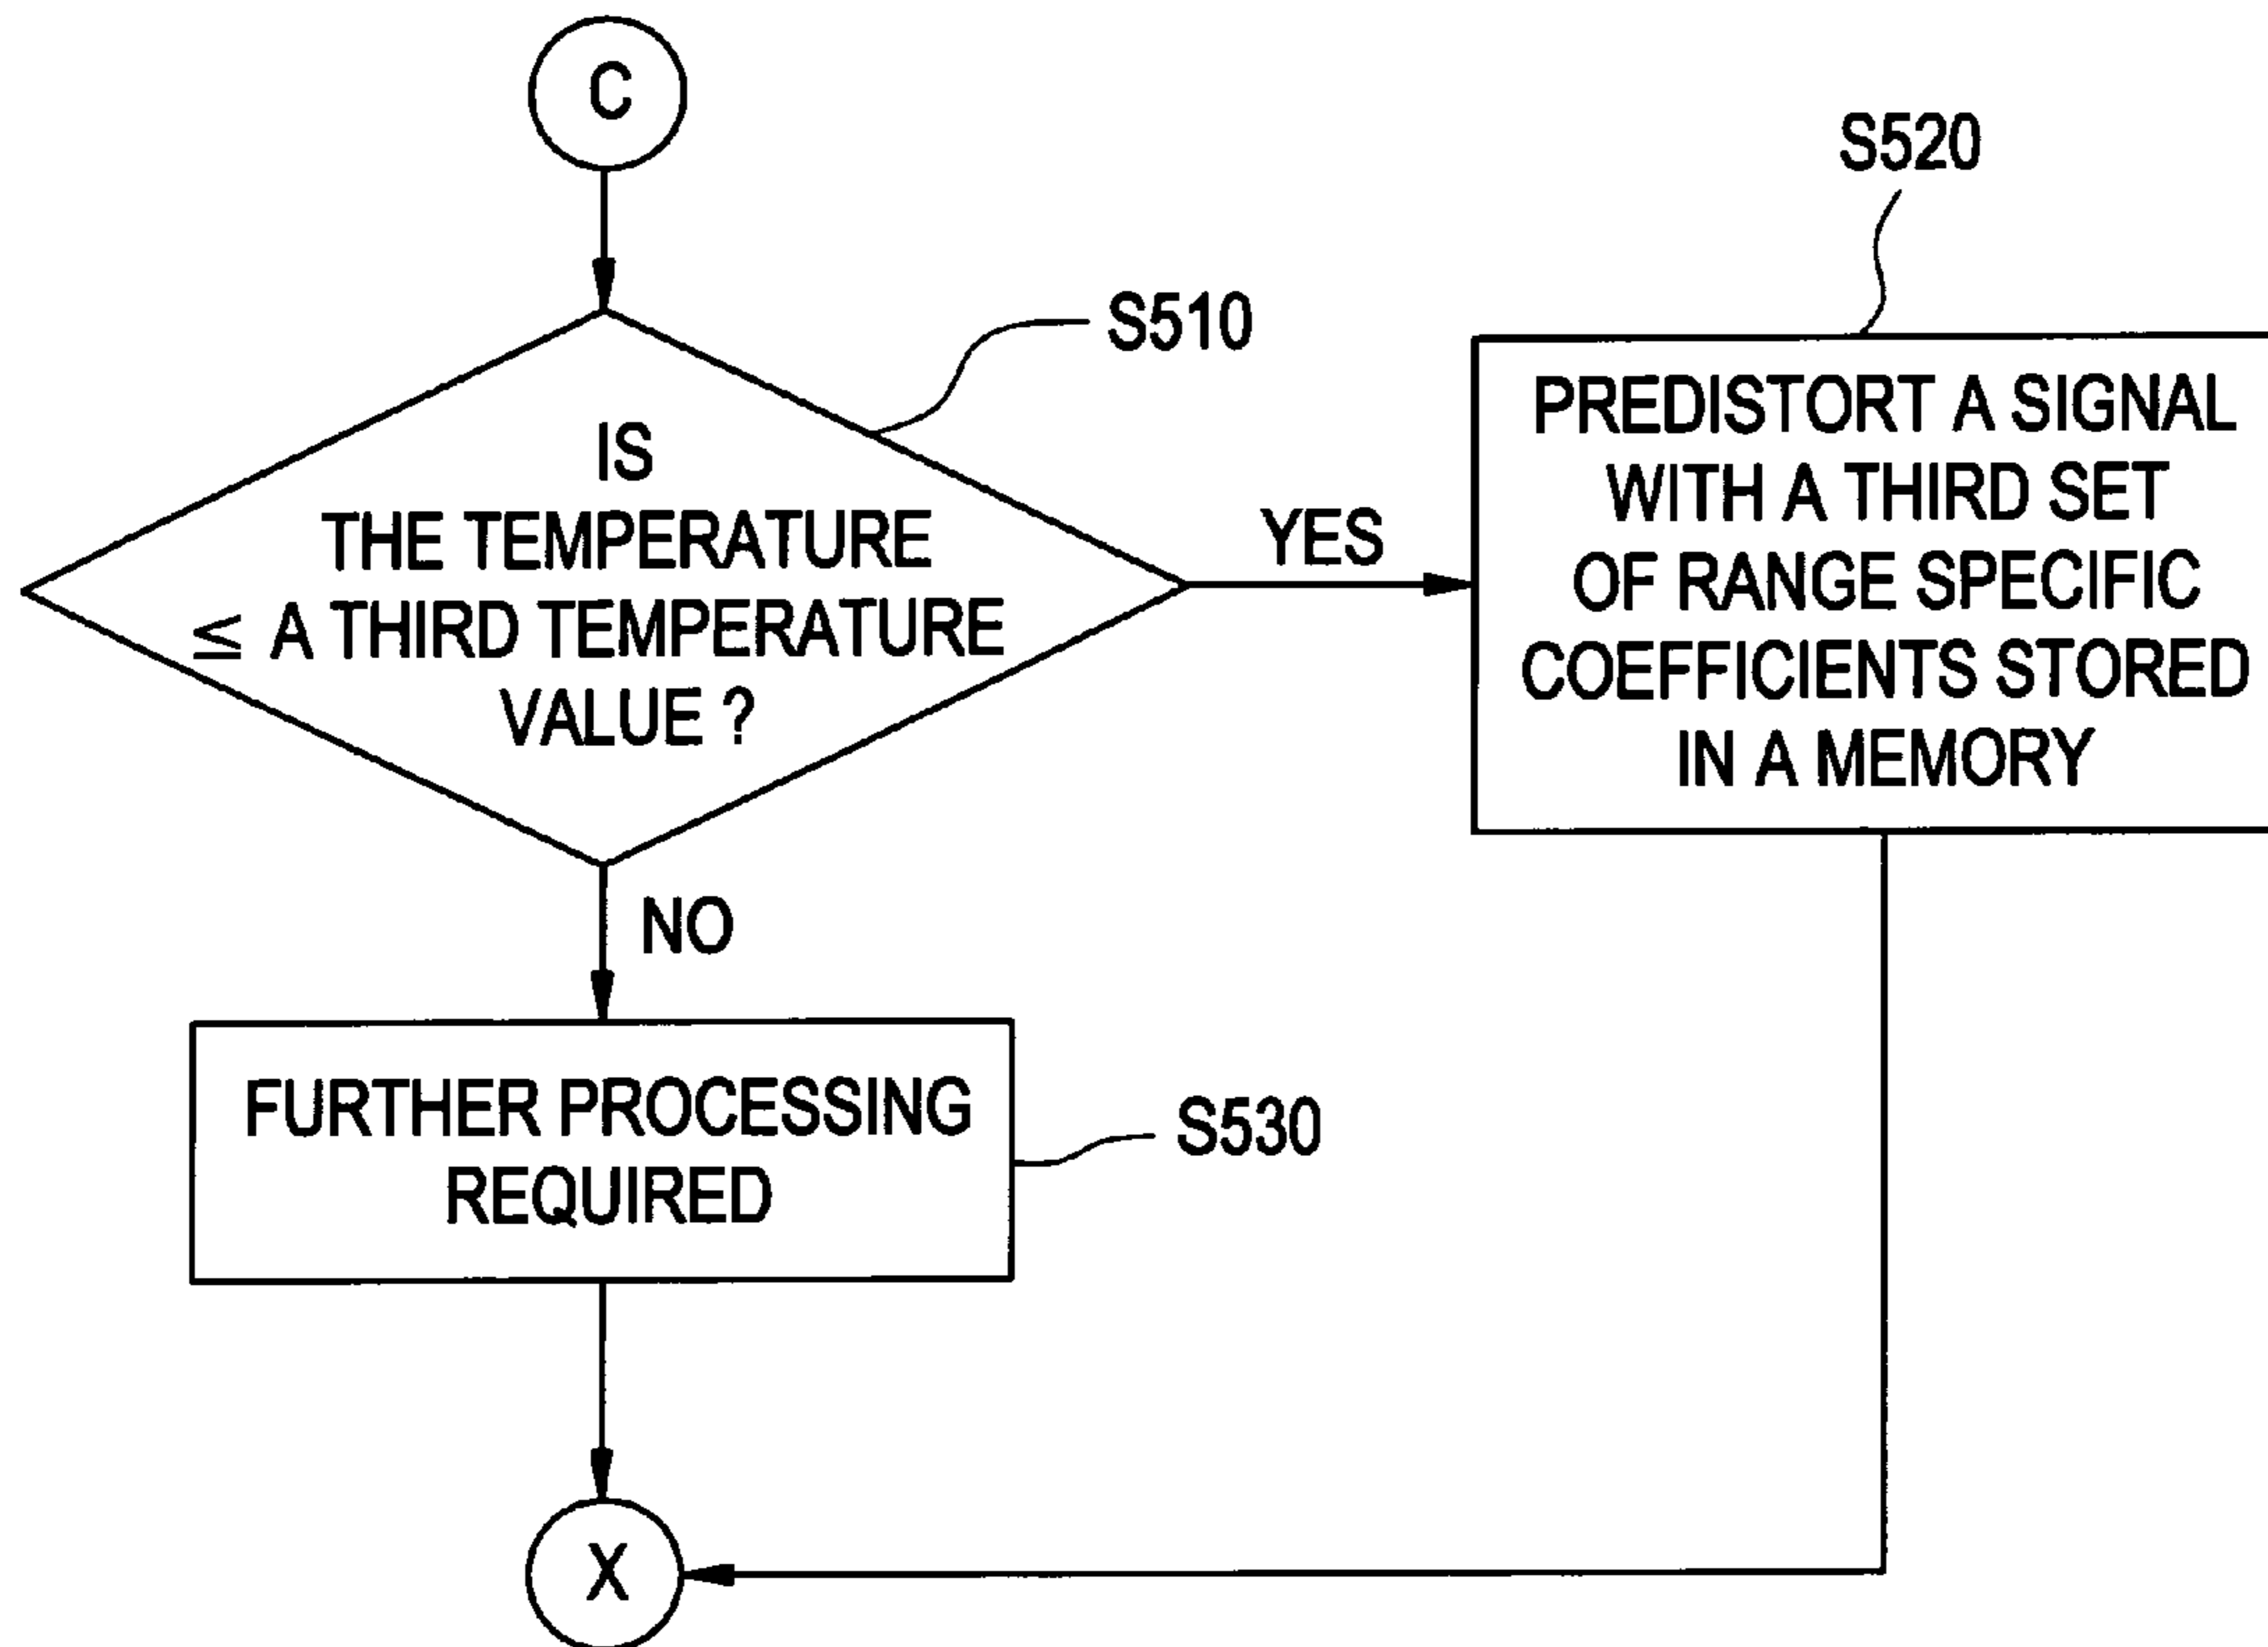 C
S510
IS
THE TEMPERATURE
≤ A THIRD TEMPERATURE
VALUE ?
YES
S520
PREDISTORT A SIGNAL
WITH A THIRD SET
OF RANGE SPECIFIC
COEFFICIENTS STORED
IN A MEMORY
NO
FURTHER PROCESSING
REQUIRED
S530
X